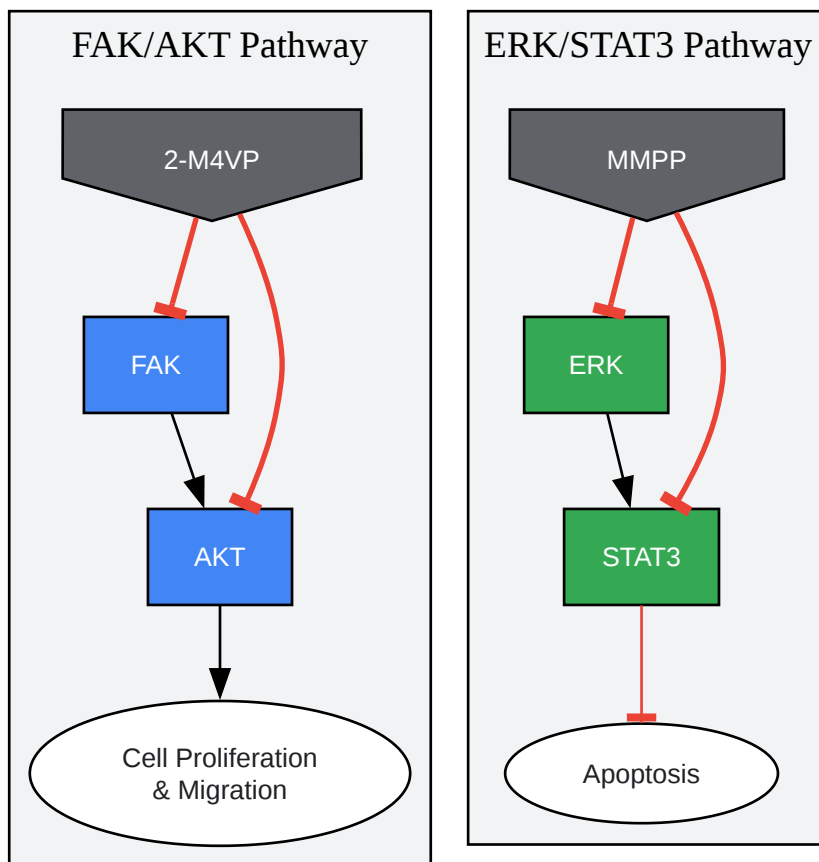 FAK/AKT Pathway
2-M4VP
FAK
AKT
Cell Proliferation
& Migration
ERK/STAT3 Pathway
MMPP
ERK
STAT3
Apoptosis